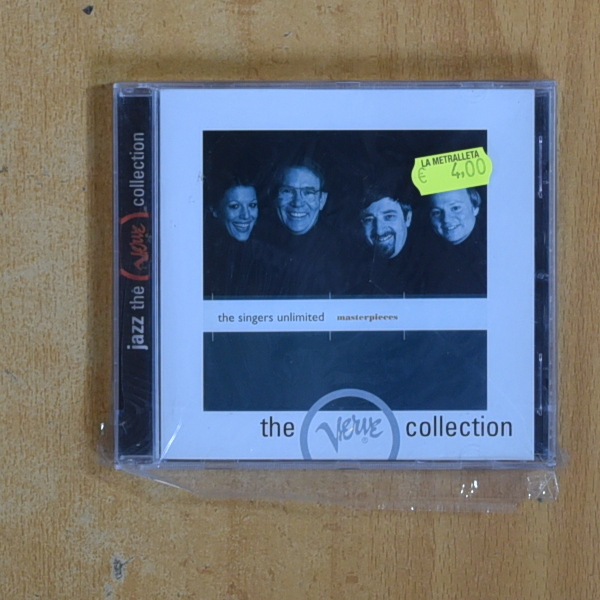 jazz the verve collection
LA METRALLETA
€ 4,00
the singers unlimited masterpieces
the Verve collection